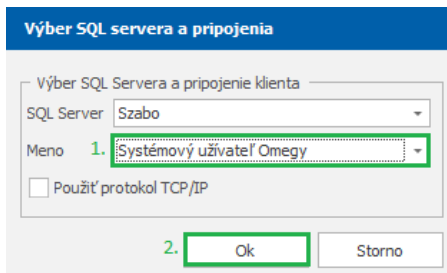 Výber SQL servera a pripojenia
Výber SQL Servera a pripojenie klienta
SQL Server Szabo
Meno 1. Systémový užívateľ Omegy
Použiť protokol TCP/IP
2. Ok Storno